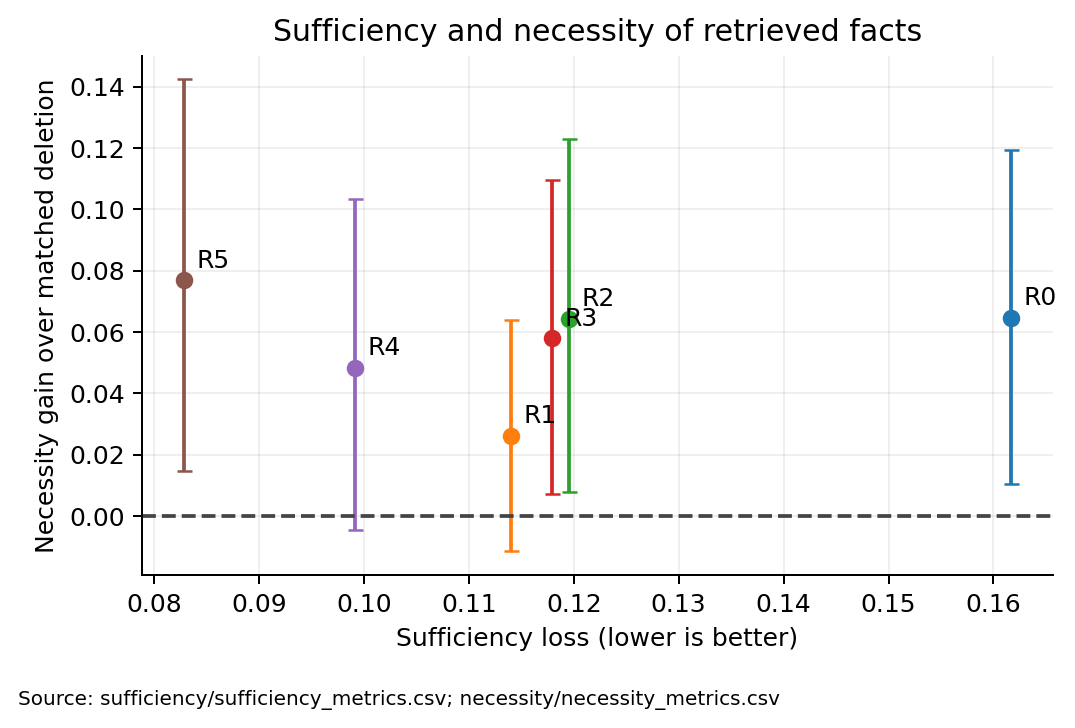 Sufficiency and necessity of retrieved facts
Necessity gain over matched deletion
0.14
0.12
0.10
0.08
0.06
0.04
0.02
0.00
R5
R4
R1
R3
R2
R0
0.08
0.09
0.10
0.11
0.12
0.13
0.14
0.15
0.16
Sufficiency loss (lower is better)
Source: sufficiency/sufficiency_metrics.csv; necessity/necessity_metrics.csv